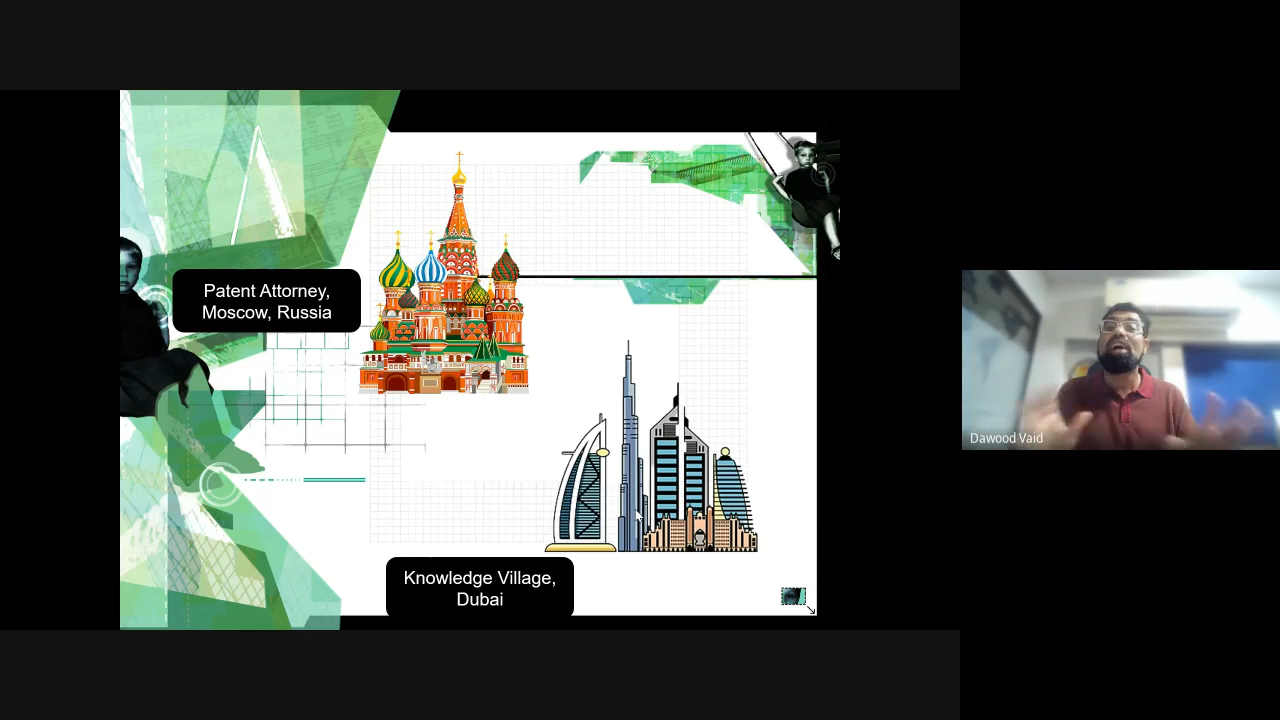 Patent Attorney,
Moscow, Russia
Knowledge Village,
Dubai
Dawood Vaid